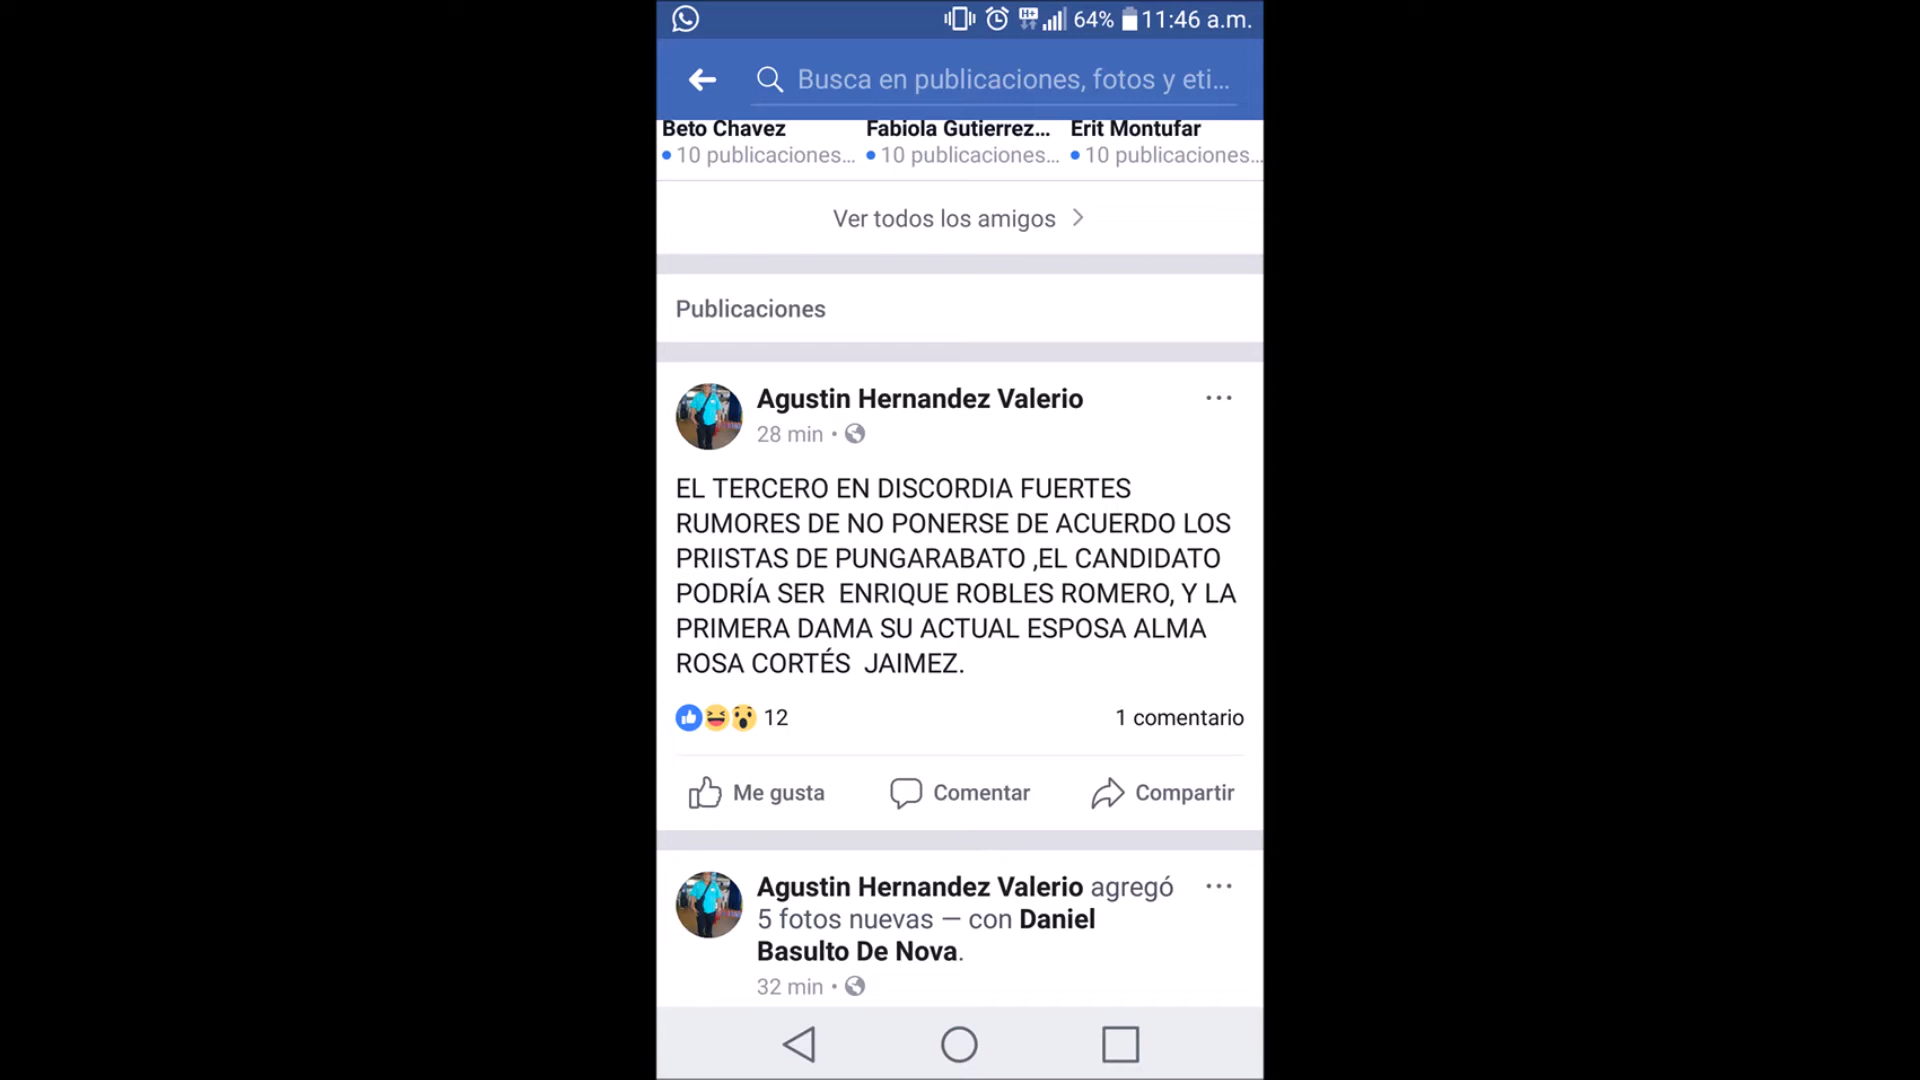 64% 11:46 a.m.
Busca en publicaciones, fotos y eti...
Beto Chavez Fabiola Gutierrez... Erit Montufar
10 publicaciones... 10 publicaciones... 10 publicaciones...
Ver todos los amigos
Publicaciones
Agustin Hernandez Valerio
28 min
EL TERCERO EN DISCORDIA FUERTES
RUMORES DE NO PONERSE DE ACUERDO LOS
PRIISTAS DE PUNGARABATO ,EL CANDIDATO
PODRÍA SER  ENRIQUE ROBLES ROMERO, Y LA
PRIMERA DAMA SU ACTUAL ESPOSA ALMA
ROSA CORTÉS  JAIMEZ.
12 1 comentario
Me gusta Comentar Compartir
Agustin Hernandez Valerio agregó
5 fotos nuevas — con Daniel
Basulto De Nova.
32 min